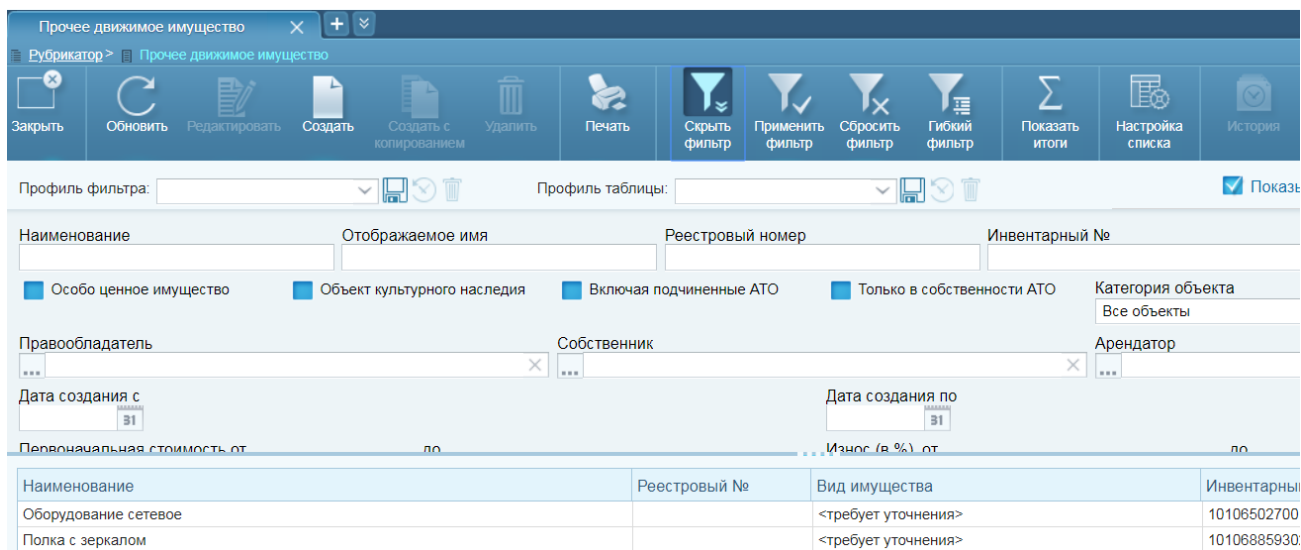 Прочее движимое имущество
Рубрикатор > Прочее движимое имущество
Закрыть Обновить Редактировать Создать Создать с копированием Удалить Печать Скрыть фильтр Применить фильтр Сбросить фильтр Гибкий фильтр Показать итоги Настройка списка История
Профиль фильтра: Профиль таблицы:
Наименование Отображаемое имя Реестровый номер Инвентарный №
Особо ценное имущество Объект культурного наследия Включая подчиненные АТО Только в собственности АТО Категория объекта
Все объекты
Правообладатель Собственник Арендатор
Дата создания с Дата создания по
31 31
Первоначальная стоимость от до Износ (в %) от до
Наименование Реестровый № Вид имущества
Оборудование сетевое <требует уточнения> 10106502700
Полка с зеркалом <требует уточнения>